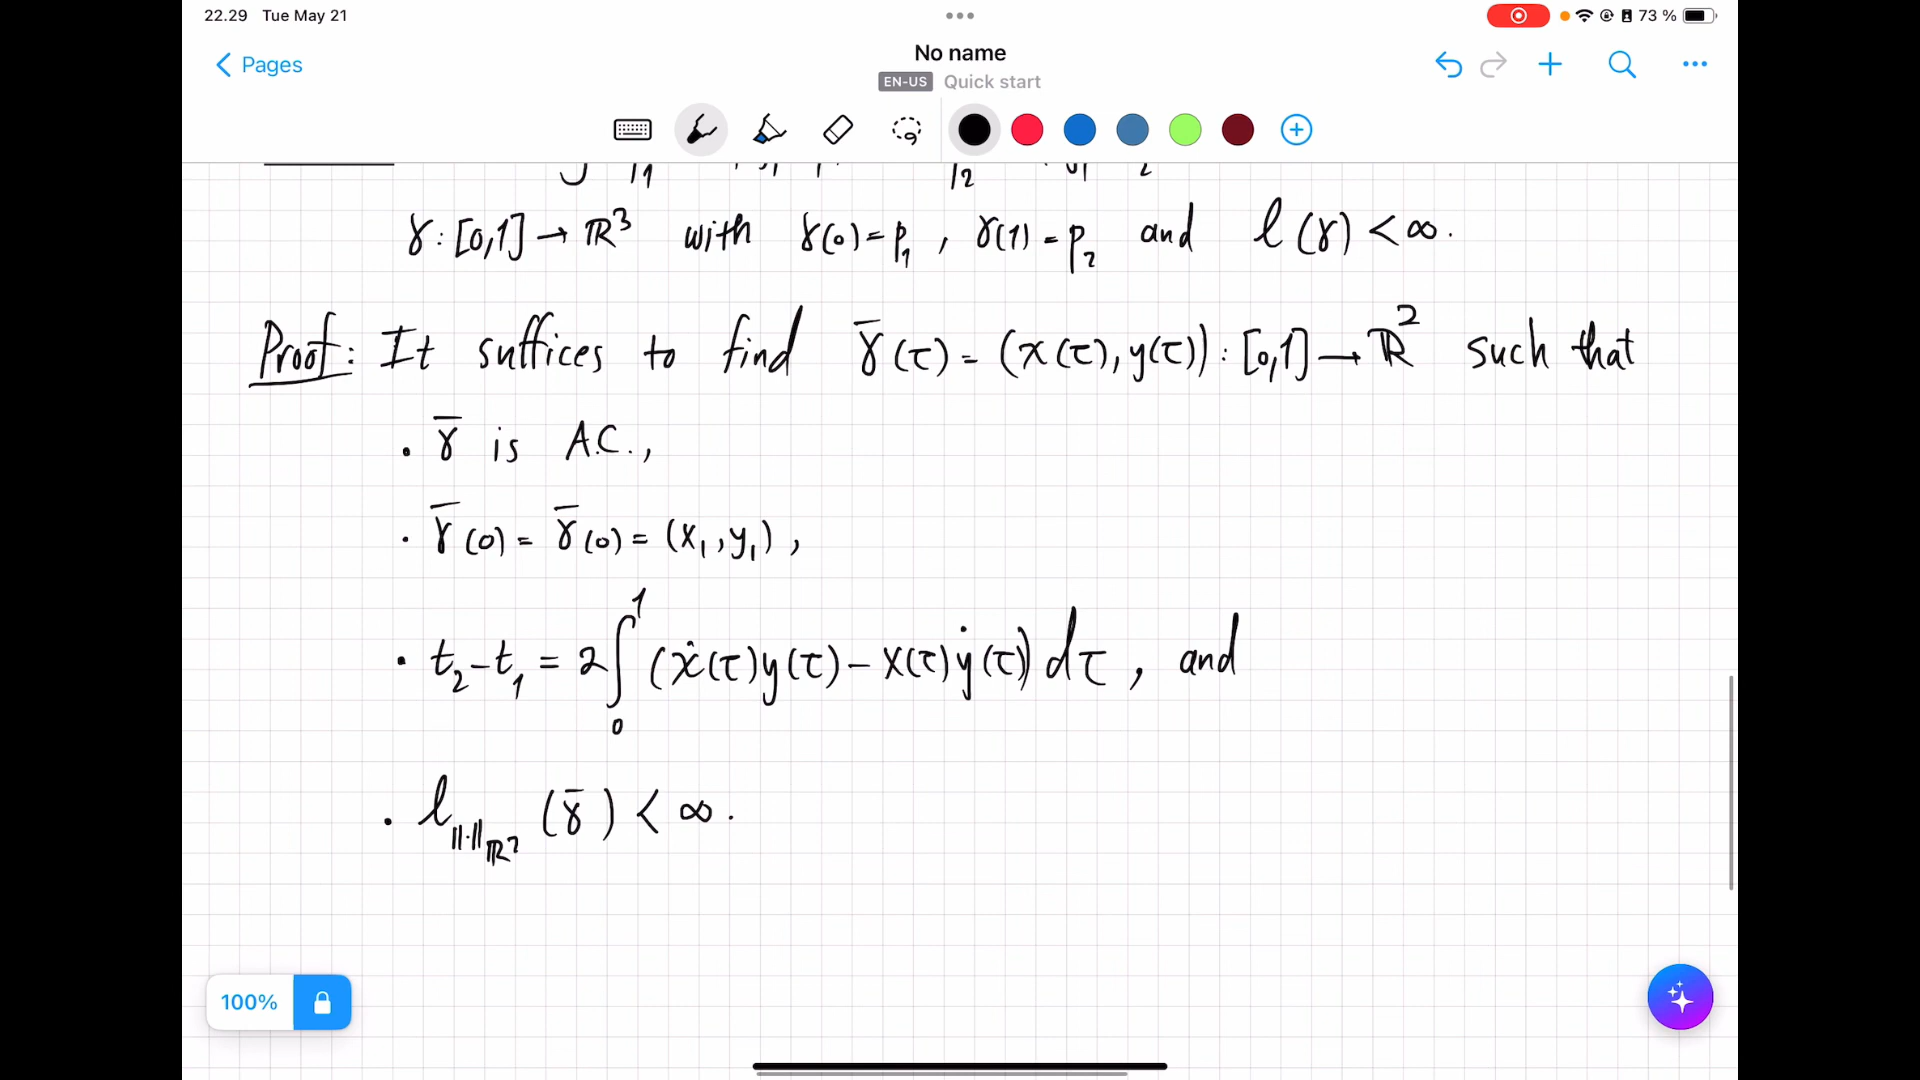 22.29 Tue May 21
73 %
No name
Pages
EN-US Quick start
γ : [0,1] → ℝ³ with γ(0) = p₁ , γ(1) = p₂ and l(γ) < ∞.
Proof: It suffices to find γ̄(τ) = (x(τ), y(τ)) : [0,1] → ℝ² such that
• γ̄ is A.C.,
• γ̄(0) = γ̄(0) = (x₁, y₁) ,
• t₂ - t₁ = 2 ∫₀¹ (ẋ(τ)y(τ) – x(τ)ẏ(τ)) dτ , and
• l_{||·||_{ℝ²}} (γ̄) < ∞.
100%